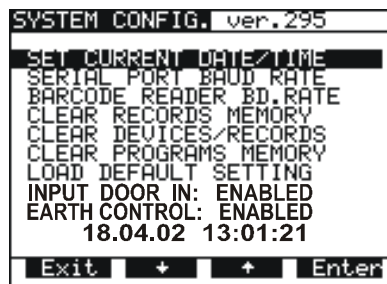 SYSTEM CONFIG. ver.295
SET CURRENT DATE/TIME
SERIAL PORT BAUD RATE
BARCODE READER BD.RATE
CLEAR RECORDS MEMORY
CLEAR DEVICES/RECORDS
CLEAR PROGRAMS MEMORY
LOAD DEFAULT SETTING
INPUT DOOR IN: ENABLED
EARTH CONTROL: ENABLED
18.04.02 13:01:21
Exit ↓ ↑ Enter